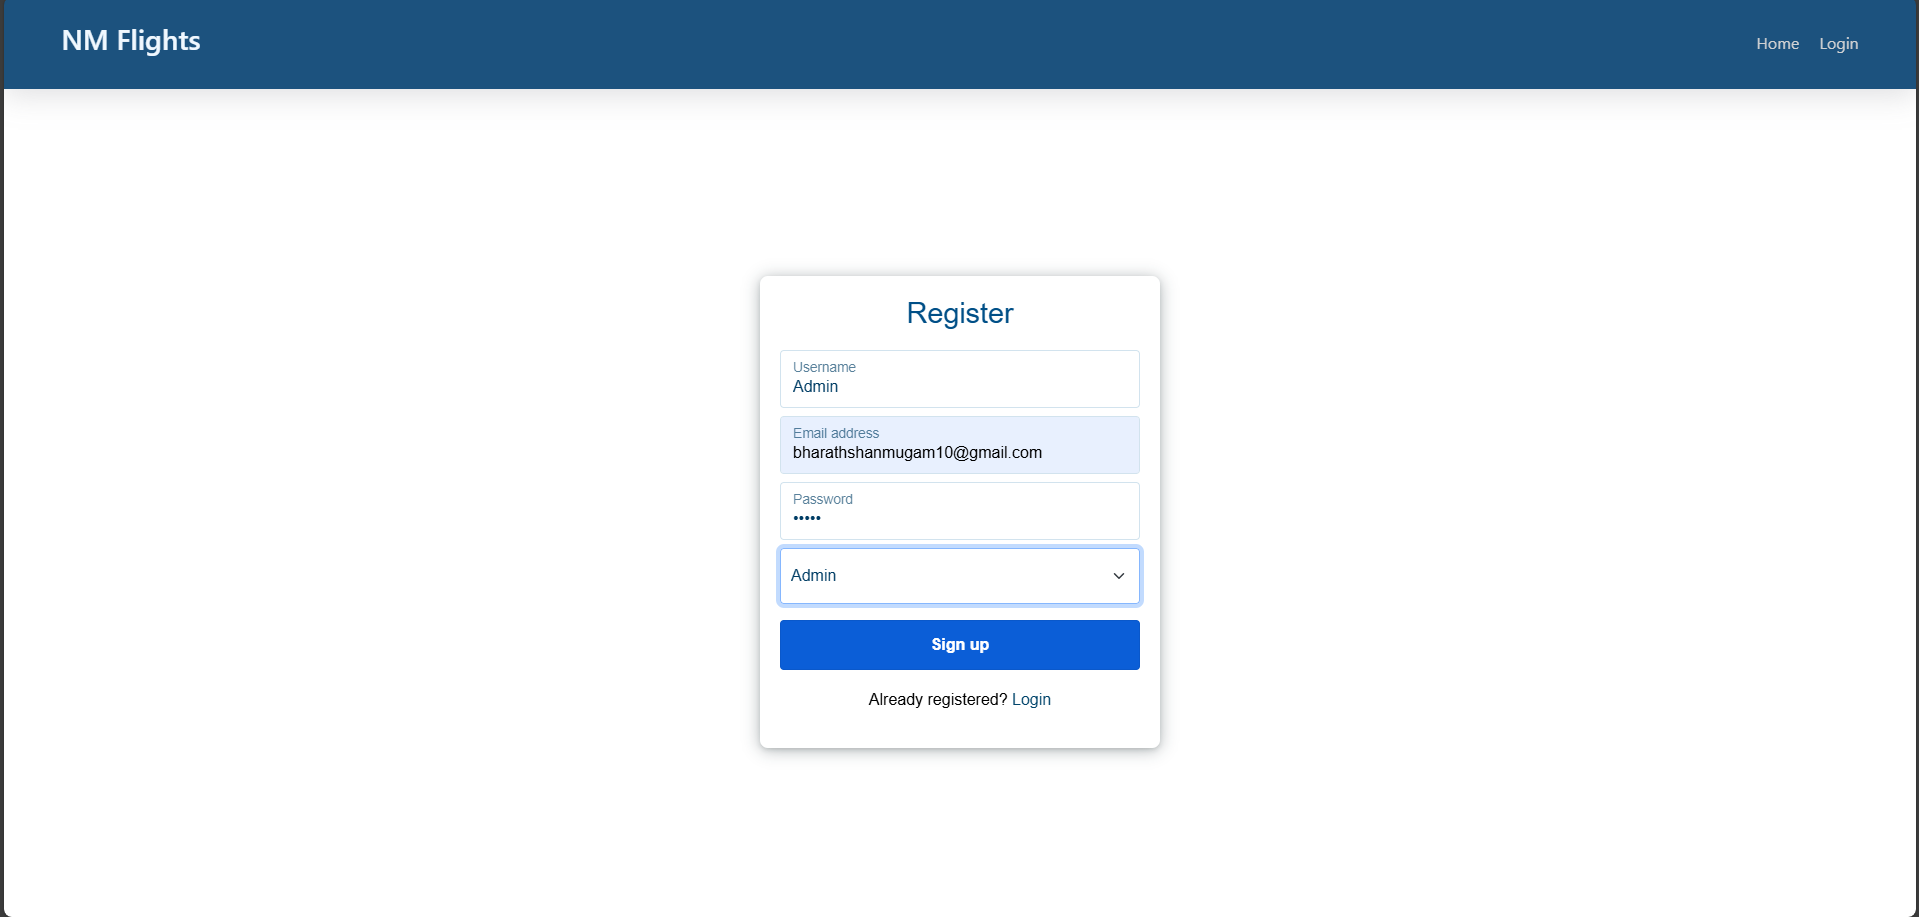 NM Flights
Home Login
Register
Username
Admin
Email address
bharathshanmugam10@gmail.com
Password
•••••
Admin
Sign up
Already registered? Login